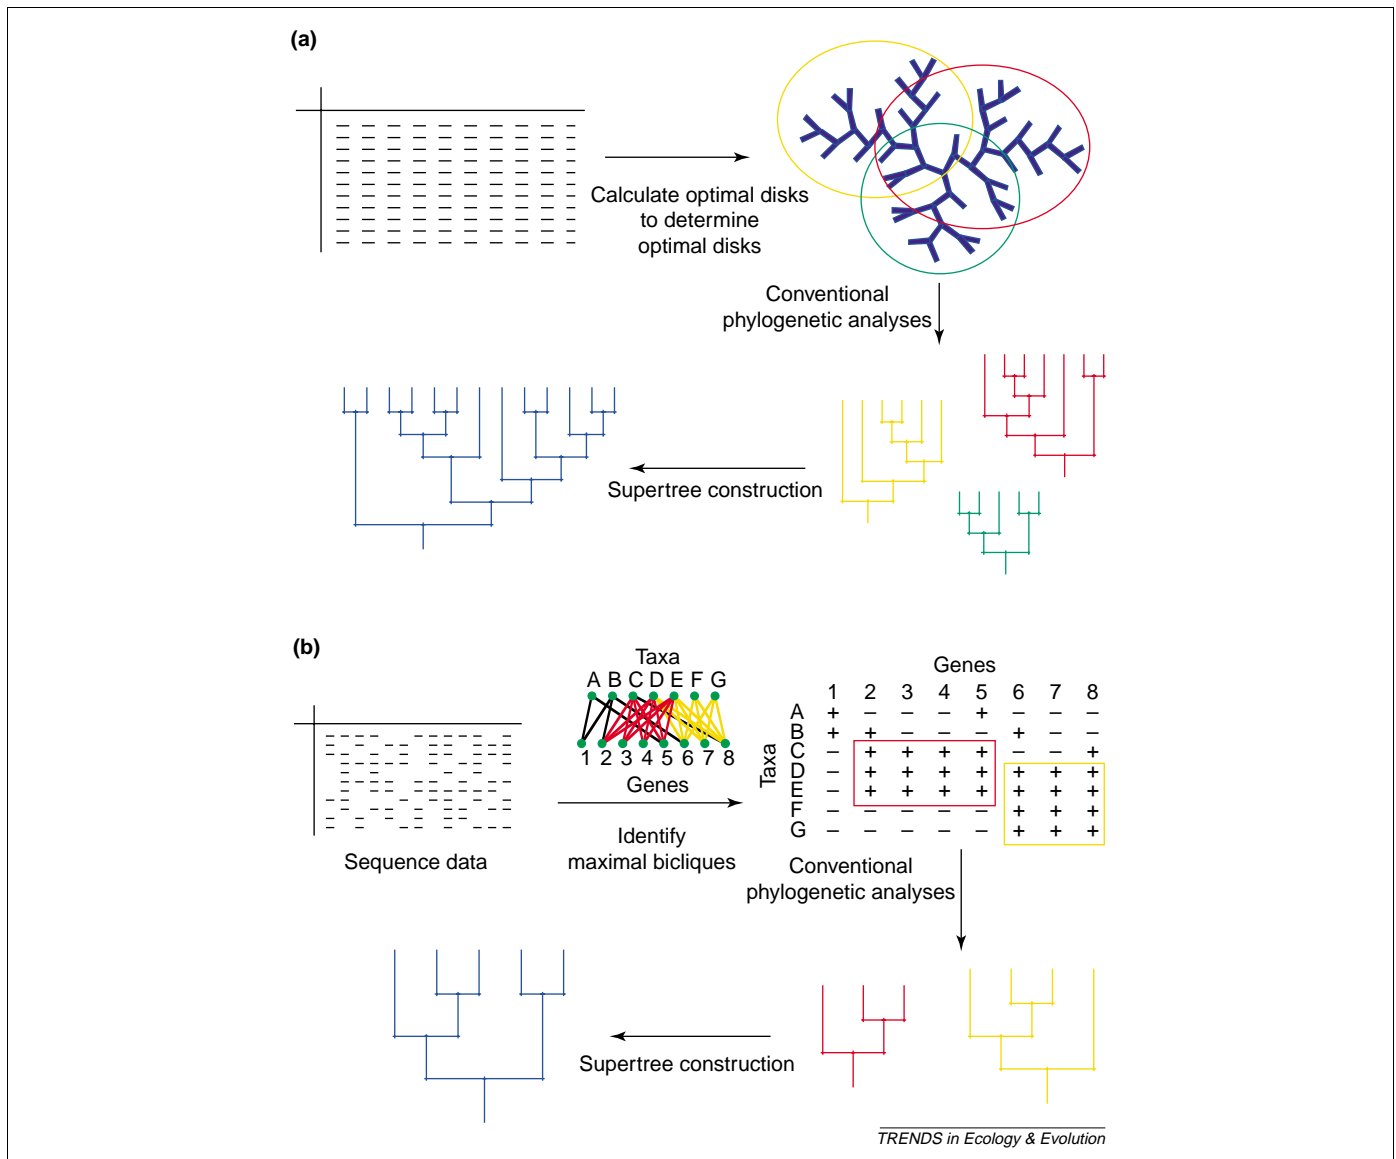 (a)
Calculate optimal disks
to determine
optimal disks
Conventional
phylogenetic analyses
Supertree construction
(b)
Taxa
A B C D E F G
1 2 3 4 5 6 7 8
Genes
Sequence data
Identify
maximal bicliques
Genes
1 2 3 4 5 6 7 8
Taxa
A + – – – + – – –
B + + – – – + – –
C – + + + + – – +
D – + + + + + + +
E – + + + + + + +
F – – – – – + + +
G – – – – – + + +
Conventional
phylogenetic analyses
Supertree construction
TRENDS in Ecology & Evolution